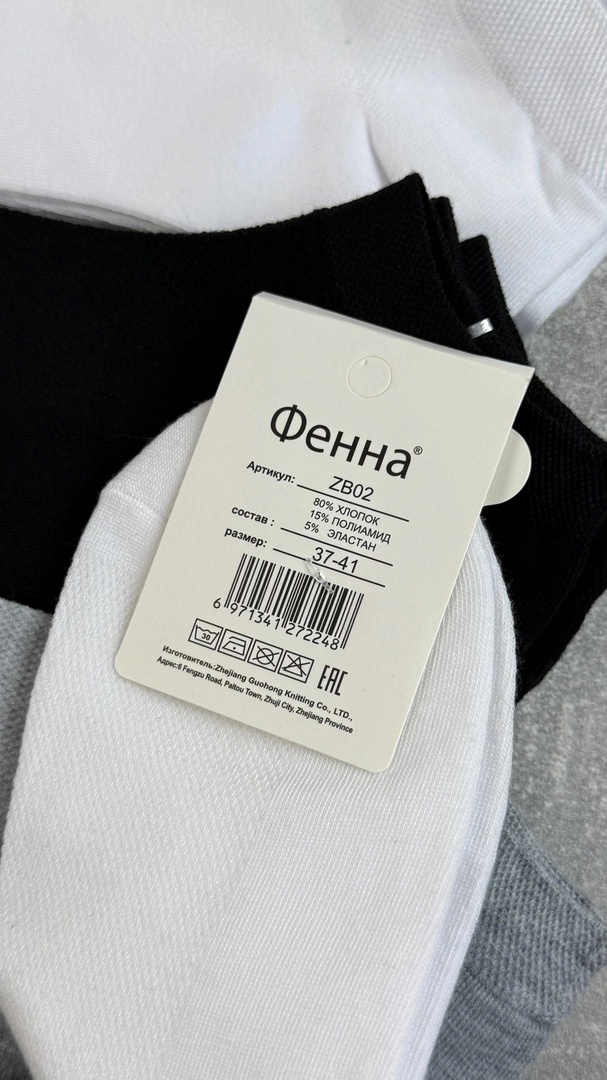 Фенна®
Артикул: ZB02
80% ХЛОПОК
15% ПОЛИАМИД
состав : 5% ЭЛАСТАН
размер: 37-41
6 971341 272248
30
EAC
Изготовитель:Zhejiang Guohong Knitting Co., LTD.,
Адрес:6 Fengzu Road, Paitou Town, Zhuji City, Zhejiang Province